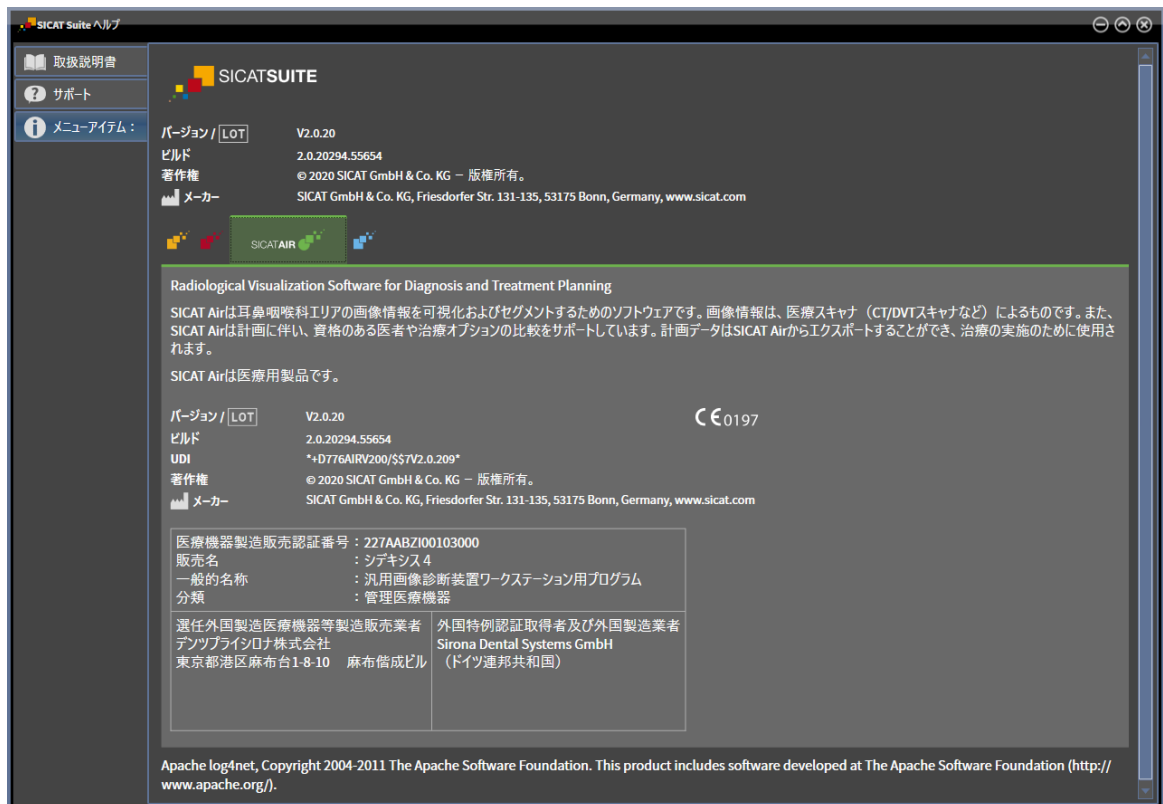 SICAT Suite ヘルプ
取扱説明書
サポート
メニューアイテム：
SICATSUITE
バージョン / LOT V2.0.20
ビルド 2.0.20294.55654
著作権 © 2020 SICAT GmbH & Co. KG － 版権所有。
メーカー SICAT GmbH & Co. KG, Friesdorfer Str. 131-135, 53175 Bonn, Germany, www.sicat.com
SICATAIR
Radiological Visualization Software for Diagnosis and Treatment Planning
SICAT Airは耳鼻咽喉科エリアの画像情報を可視化およびセグメントするためのソフトウェアです。画像情報は、医療スキャナ（CT/DVTスキャナなど）によるものです。また、
SICAT Airは計画に伴い、資格のある医者や治療オプションの比較をサポートしています。計画データはSICAT Airからエクスポートすることができ、治療の実施のために使用さ
れます。
SICAT Airは医療用製品です。
バージョン / LOT V2.0.20 CE0197
ビルド 2.0.20294.55654
UDI *+D776AIRV200/$$7V2.0.209*
著作権 © 2020 SICAT GmbH & Co. KG － 版権所有。
メーカー SICAT GmbH & Co. KG, Friesdorfer Str. 131-135, 53175 Bonn, Germany, www.sicat.com
医療機器製造販売認証番号：227AABZI00103000
販売名 ：シデキシス 4
一般的名称 ：汎用画像診断装置ワークステーション用プログラム
分類 ：管理医療機器
選任外国製造医療機器等製造販売業者
デンツプライシロナ株式会社
東京都港区麻布台1-8-10 麻布偕成ビル
外国特例認証取得者及び外国製造業者
Sirona Dental Systems GmbH
（ドイツ連邦共和国）
Apache log4net, Copyright 2004-2011 The Apache Software Foundation. This product includes software developed at The Apache Software Foundation (http://
www.apache.org/).